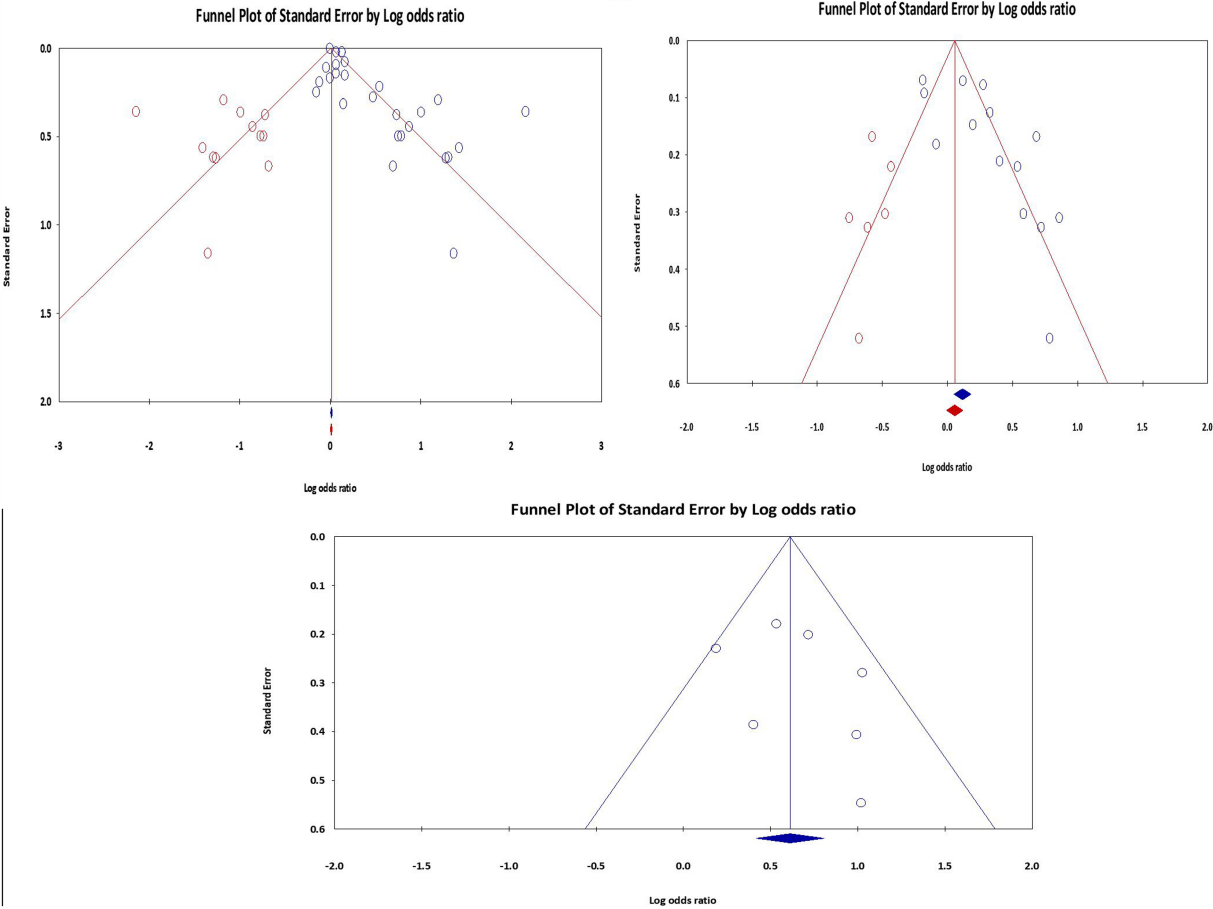 Funnel Plot of Standard Error by Log odds ratio
0.0
0.5
1.0
1.5
2.0
Standard Error
-3 -2 -1 0 1 2 3
Log odds ratio
Funnel Plot of Standard Error by Log odds ratio
0.0
0.1
0.2
0.3
0.4
0.5
0.6
Standard Error
-2.0 -1.5 -1.0 -0.5 0.0 0.5 1.0 1.5 2.0
Log odds ratio
Funnel Plot of Standard Error by Log odds ratio
0.0
0.1
0.2
0.3
0.4
0.5
0.6
Standard Error
-2.0 -1.5 -1.0 -0.5 0.0 0.5 1.0 1.5 2.0
Log odds ratio